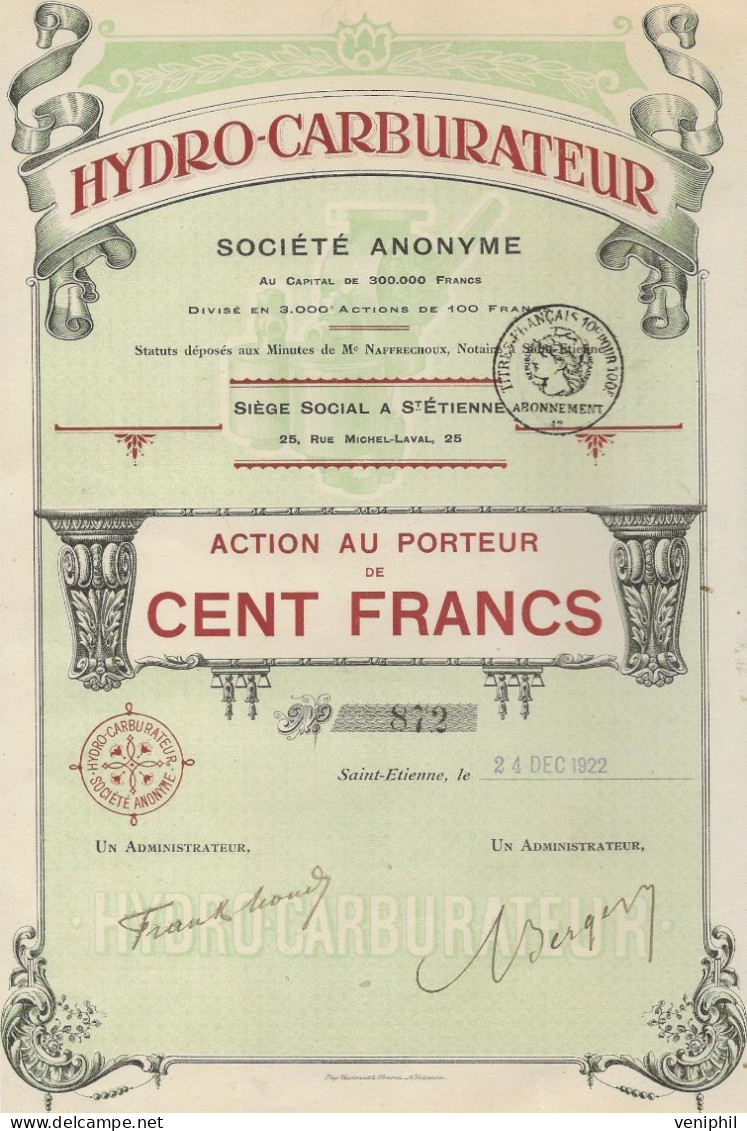 HYDRO-CARBURATEUR
SOCIÉTÉ ANONYME
AU CAPITAL DE 300.000 FRANCS
DIVISÉ EN 3.000 ACTIONS DE 100 FRANCS
Statuts déposés aux Minutes de Me NAFFRECHOUX, Notaire, Saint-Etienne
TITRES FRANÇAIS 10c POUR 100f
ABONNEMENT
SIÈGE SOCIAL A ST ÉTIENNE
25, RUE MICHEL-LAVAL, 25
ACTION AU PORTEUR
DE
CENT FRANCS
No 872
HYDRO-CARBURATEUR
SOCIÉTÉ ANONYME
Saint-Etienne, le 24 DEC 1922
UN ADMINISTRATEUR, UN ADMINISTRATEUR,
HYDRO-CARBURATEUR
veniphil